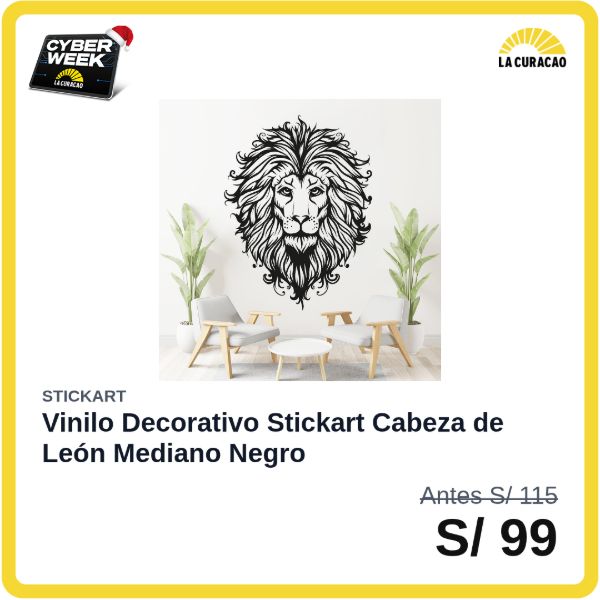 CYBER
WEEK
LA CURACAO
LA CURACAO
STICKART
Vinilo Decorativo Stickart Cabeza de
León Mediano Negro
Antes S/ 115
S/ 99